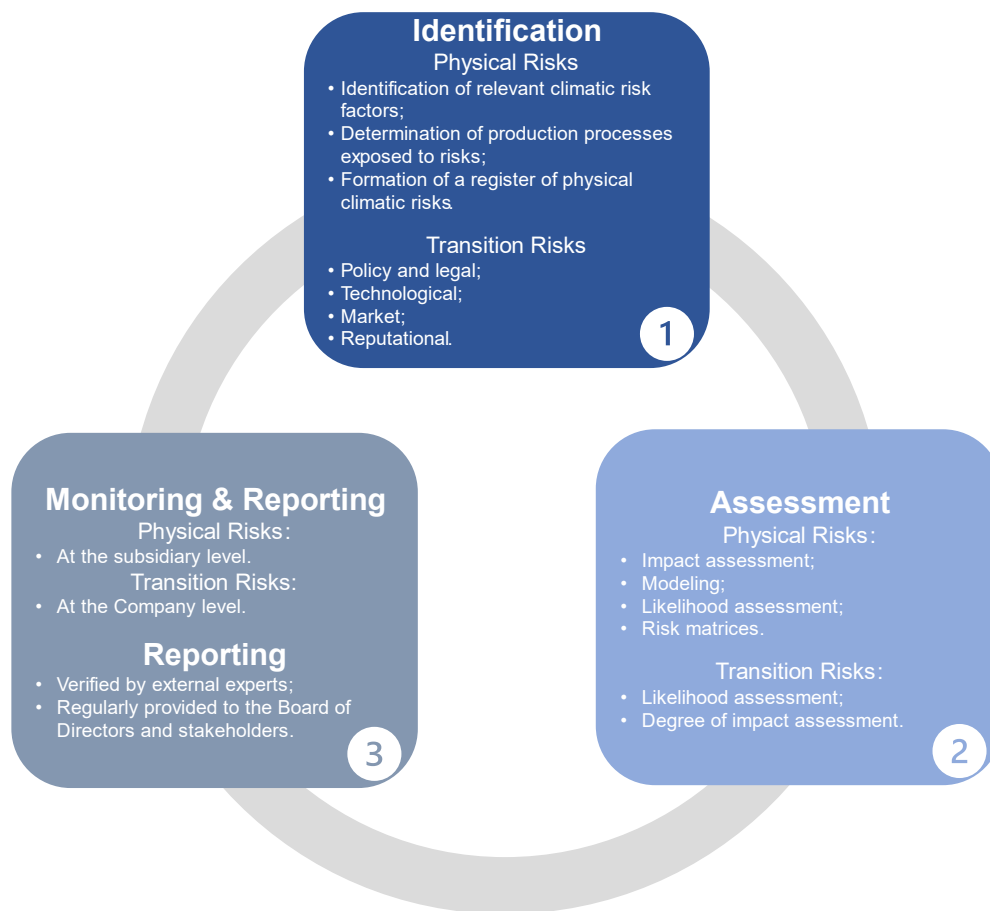 Identification
Physical Risks
• Identification of relevant climatic risk
factors;
• Determination of production processes
exposed to risks;
• Formation of a register of physical
climatic risks.
Transition Risks
• Policy and legal;
• Technological;
• Market;
• Reputational.
1
Assessment
Physical Risks:
• Impact assessment;
• Modeling;
• Likelihood assessment;
• Risk matrices.
Transition Risks:
• Likelihood assessment;
• Degree of impact assessment.
2
Monitoring & Reporting
Physical Risks:
• At the subsidiary level.
Transition Risks:
• At the Company level.
Reporting
• Verified by external experts;
• Regularly provided to the Board of
Directors and stakeholders.
3